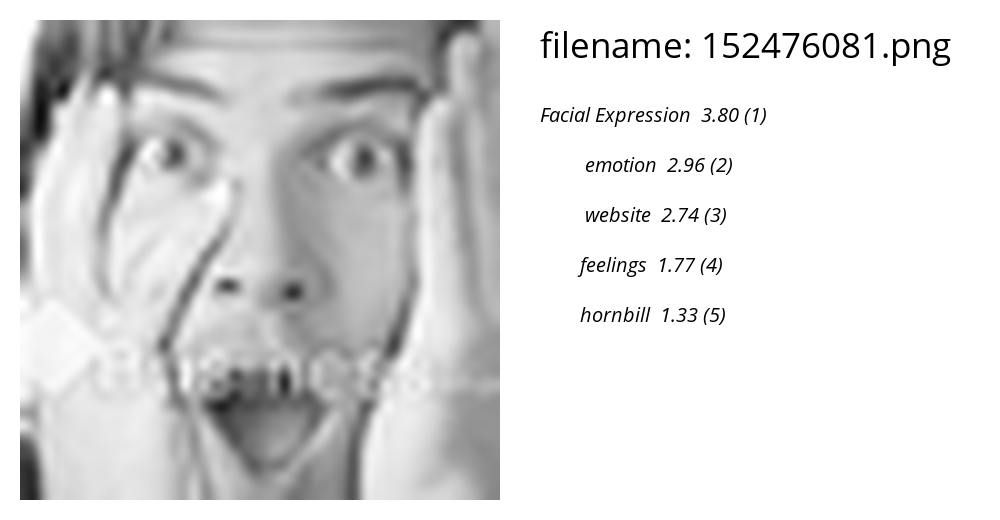 filename: 152476081.png
Facial Expression 3.80 (1)
emotion 2.96 (2)
website 2.74 (3)
feelings 1.77 (4)
hornbill 1.33 (5)